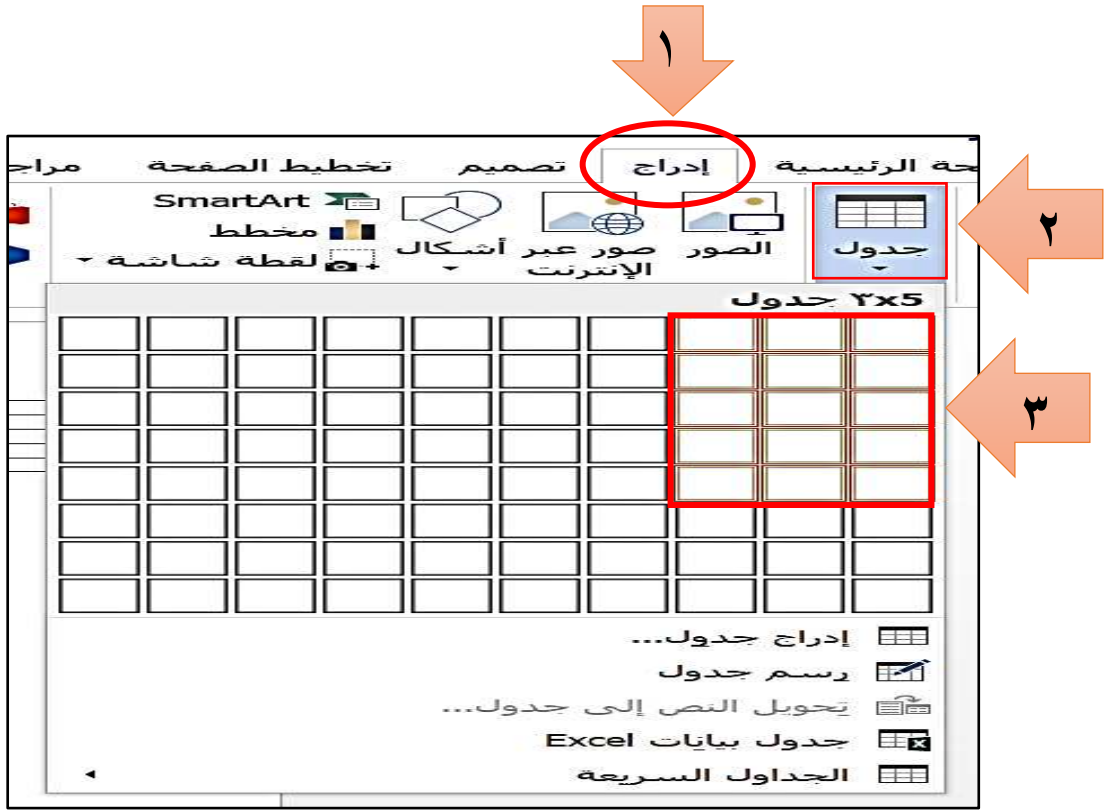 ١
حة الرئيسية إدراج تصميم تخطيط الصفحة مراج
٢
جدول
الصور
صور عبر الإنترنت
أشكال
SmartArt
مخطط
لقطة شاشة
٣x5 جدول
٣
إدراج جدول...
رسم جدول
تحويل النص إلى جدول...
جدول بيانات Excel
الجداول السريعة